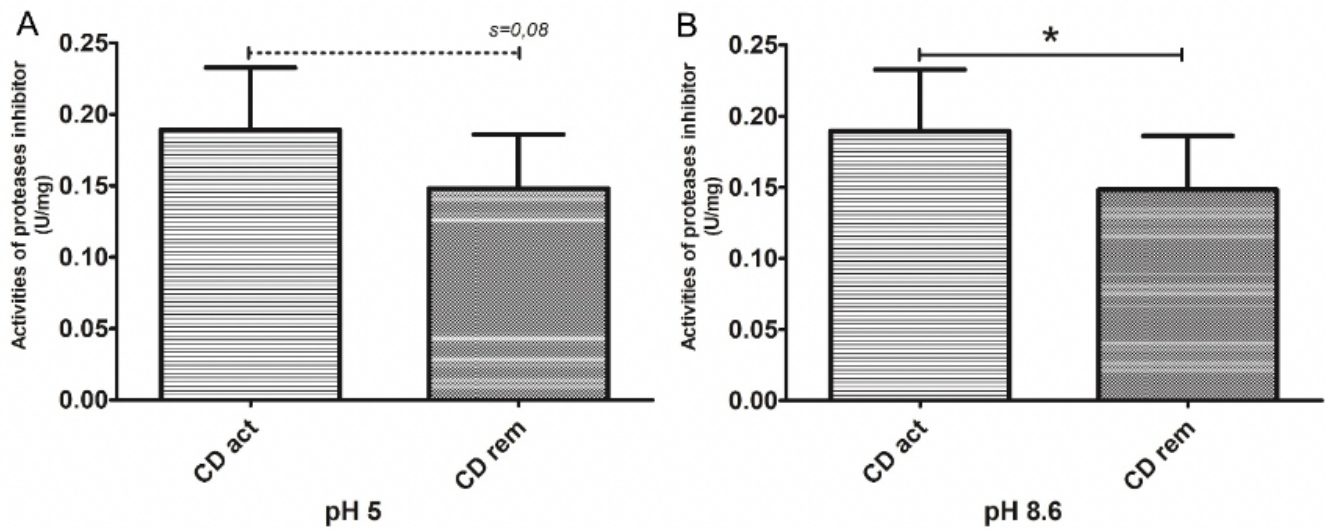 A
s=0,08
Activities of proteases inhibitor
(U/mg)
0.25
0.20
0.15
0.10
0.05
0.00
CD act
CD rem
pH 5
B
*
Activities of proteases inhibitor
(U/mg)
0.25
0.20
0.15
0.10
0.05
0.00
CD act
CD rem
pH 8.6